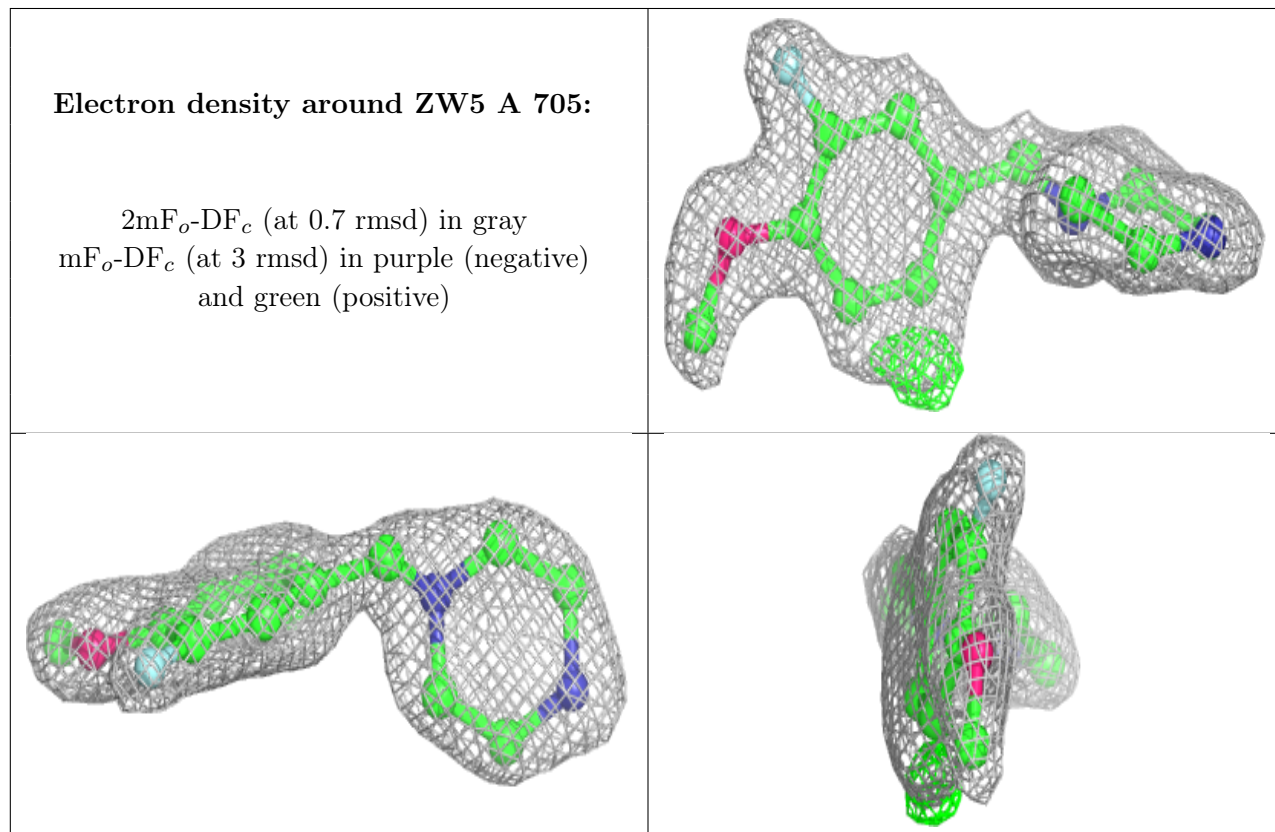 Electron density around ZW5 A 705:
2mFo-DFc (at 0.7 rmsd) in gray
mFo-DFc (at 3 rmsd) in purple (negative)
and green (positive)